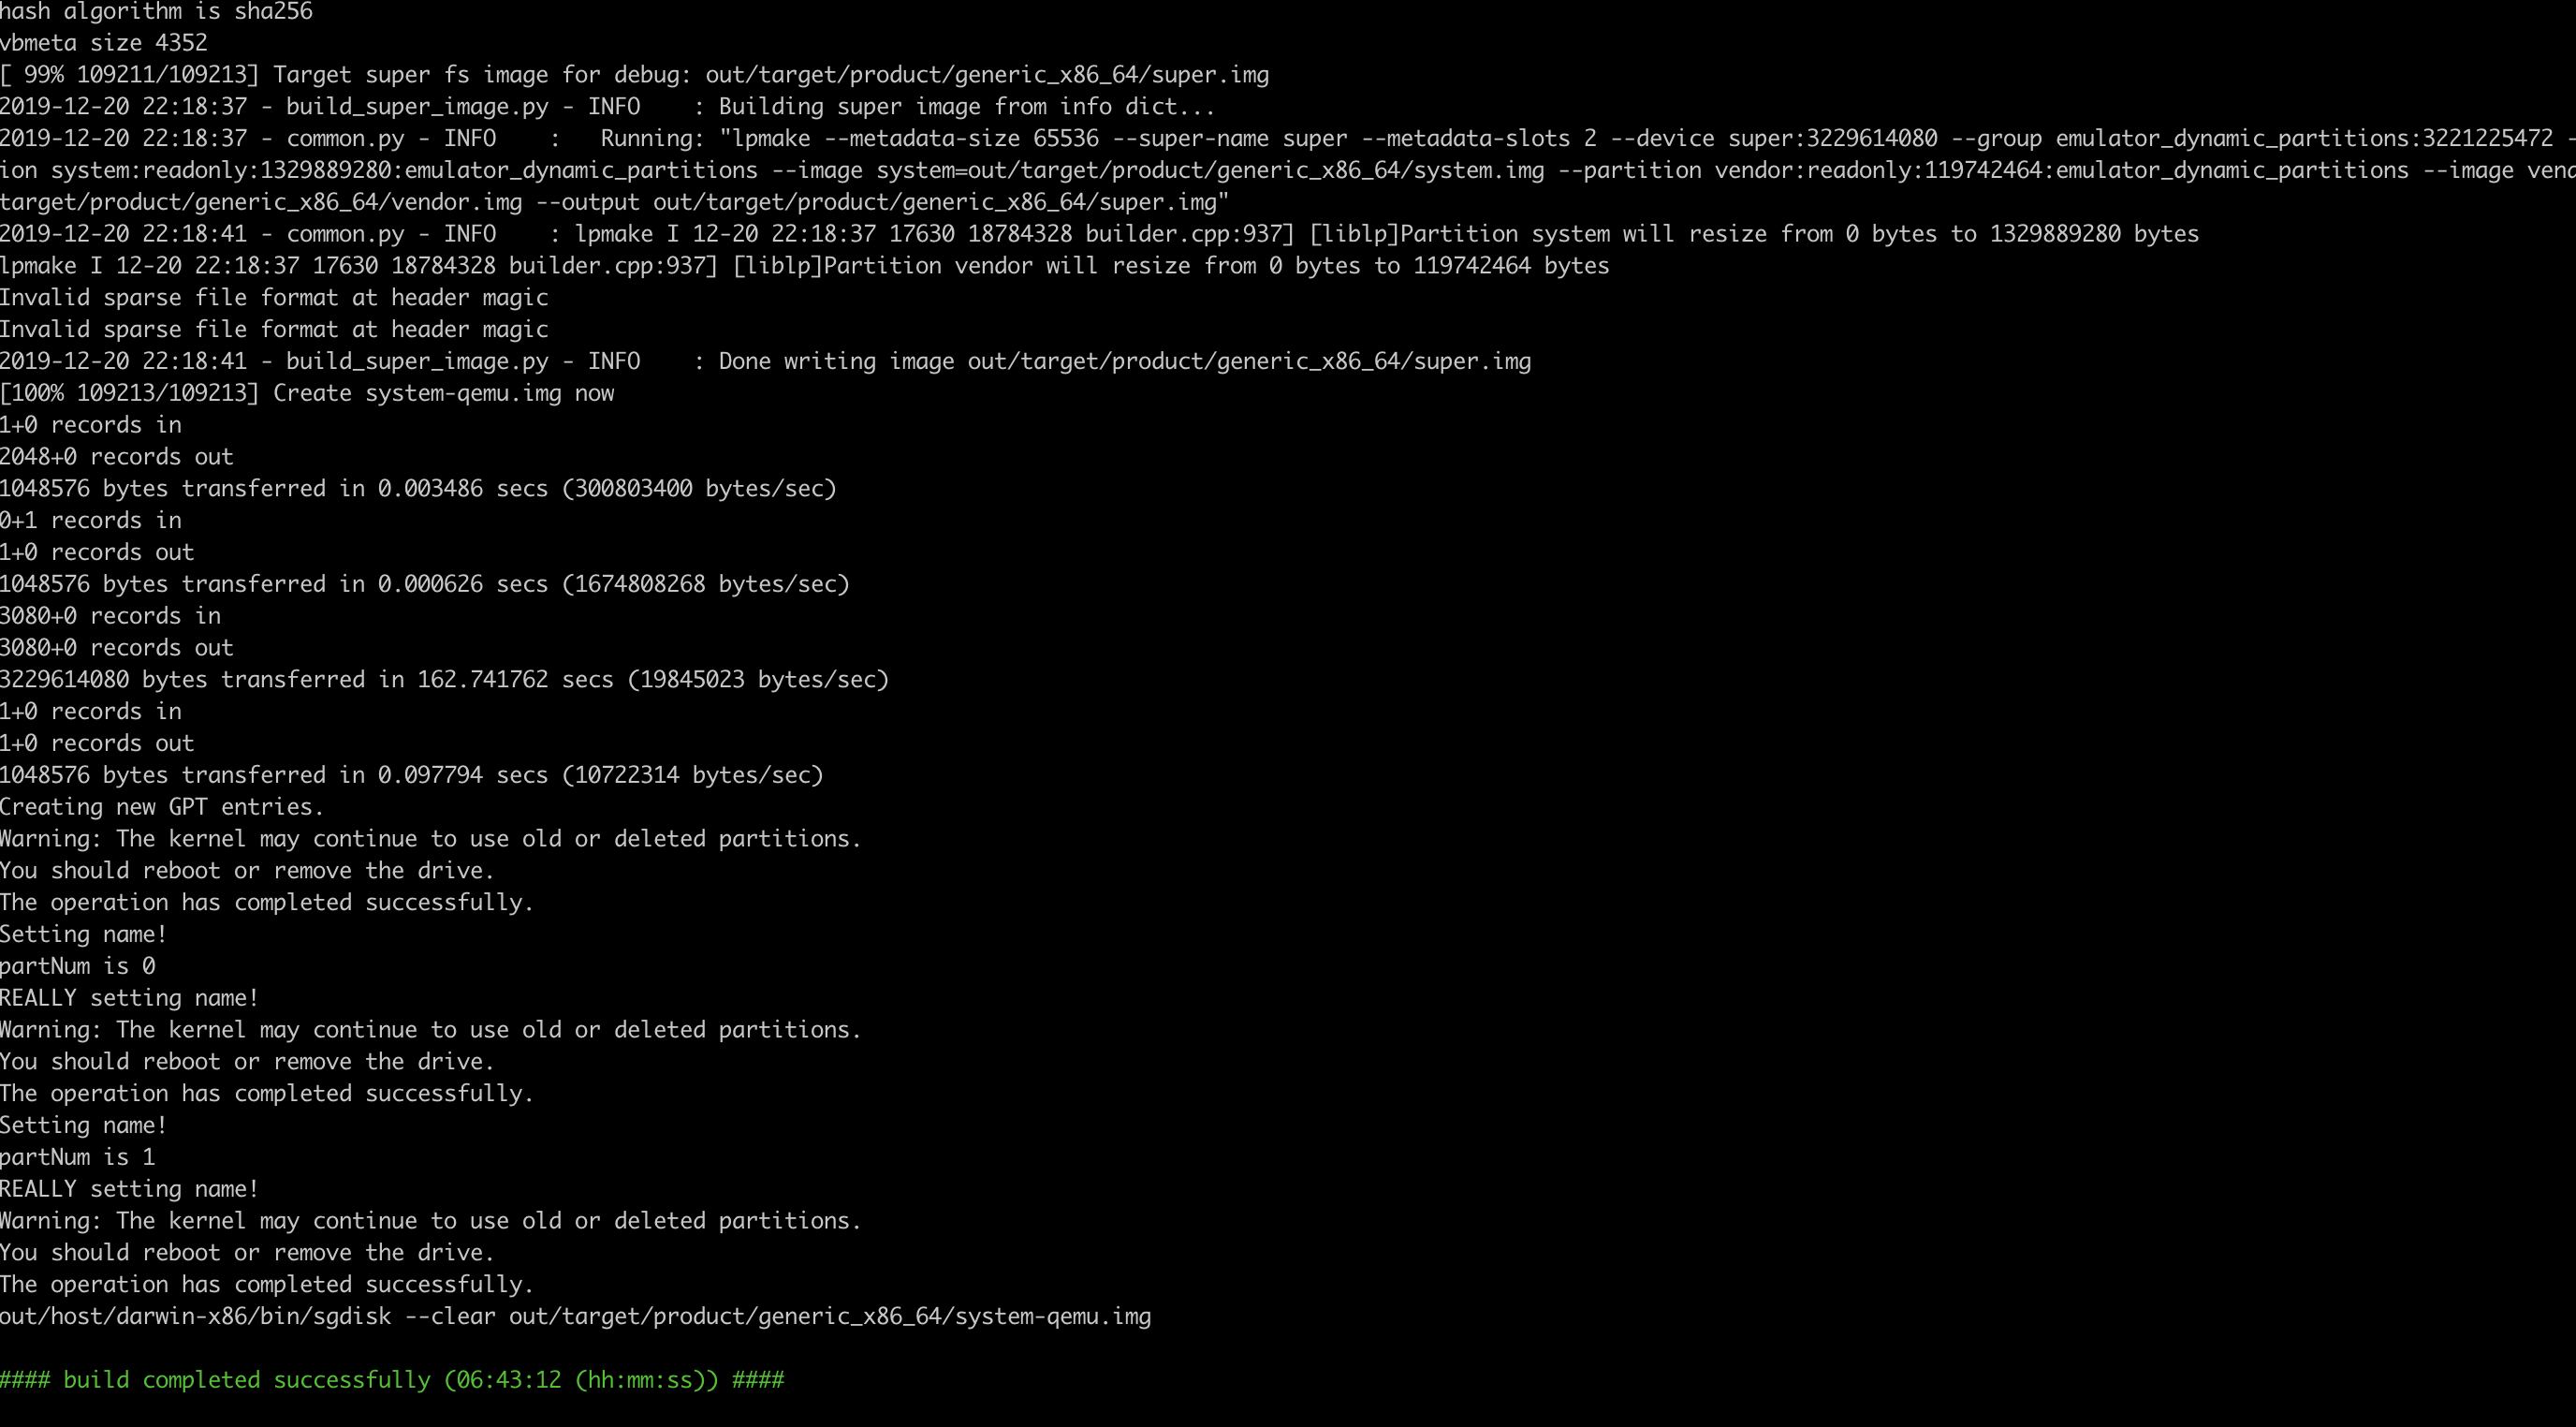 hash algorithm is sha256
vbmeta size 4352
[ 99% 109211/109213] Target super fs image for debug: out/target/product/generic_x86_64/super.img
2019-12-20 22:18:37 - build_super_image.py - INFO    : Building super image from info dict...
2019-12-20 22:18:37 - common.py - INFO    :   Running: "lpmake --metadata-size 65536 --super-name super --metadata-slots 2 --device super:3229614080 --group emulator_dynamic_partitions:3221225472 -
ion system:readonly:1329889280:emulator_dynamic_partitions --image system=out/target/product/generic_x86_64/system.img --partition vendor:readonly:119742464:emulator_dynamic_partitions --image vend
target/product/generic_x86_64/vendor.img --output out/target/product/generic_x86_64/super.img"
2019-12-20 22:18:41 - common.py - INFO    : lpmake I 12-20 22:18:37 17630 18784328 builder.cpp:937] [liblp]Partition system will resize from 0 bytes to 1329889280 bytes
lpmake I 12-20 22:18:37 17630 18784328 builder.cpp:937] [liblp]Partition vendor will resize from 0 bytes to 119742464 bytes
Invalid sparse file format at header magic
Invalid sparse file format at header magic
2019-12-20 22:18:41 - build_super_image.py - INFO    : Done writing image out/target/product/generic_x86_64/super.img
[100% 109213/109213] Create system-qemu.img now
1+0 records in
2048+0 records out
1048576 bytes transferred in 0.003486 secs (300803400 bytes/sec)
0+1 records in
1+0 records out
1048576 bytes transferred in 0.000626 secs (1674808268 bytes/sec)
3080+0 records in
3080+0 records out
3229614080 bytes transferred in 162.741762 secs (19845023 bytes/sec)
1+0 records in
1+0 records out
1048576 bytes transferred in 0.097794 secs (10722314 bytes/sec)
Creating new GPT entries.
Warning: The kernel may continue to use old or deleted partitions.
You should reboot or remove the drive.
The operation has completed successfully.
Setting name!
partNum is 0
REALLY setting name!
Warning: The kernel may continue to use old or deleted partitions.
You should reboot or remove the drive.
The operation has completed successfully.
Setting name!
partNum is 1
REALLY setting name!
Warning: The kernel may continue to use old or deleted partitions.
You should reboot or remove the drive.
The operation has completed successfully.
out/host/darwin-x86/bin/sgdisk --clear out/target/product/generic_x86_64/system-qemu.img
#### build completed successfully (06:43:12 (hh:mm:ss)) ####